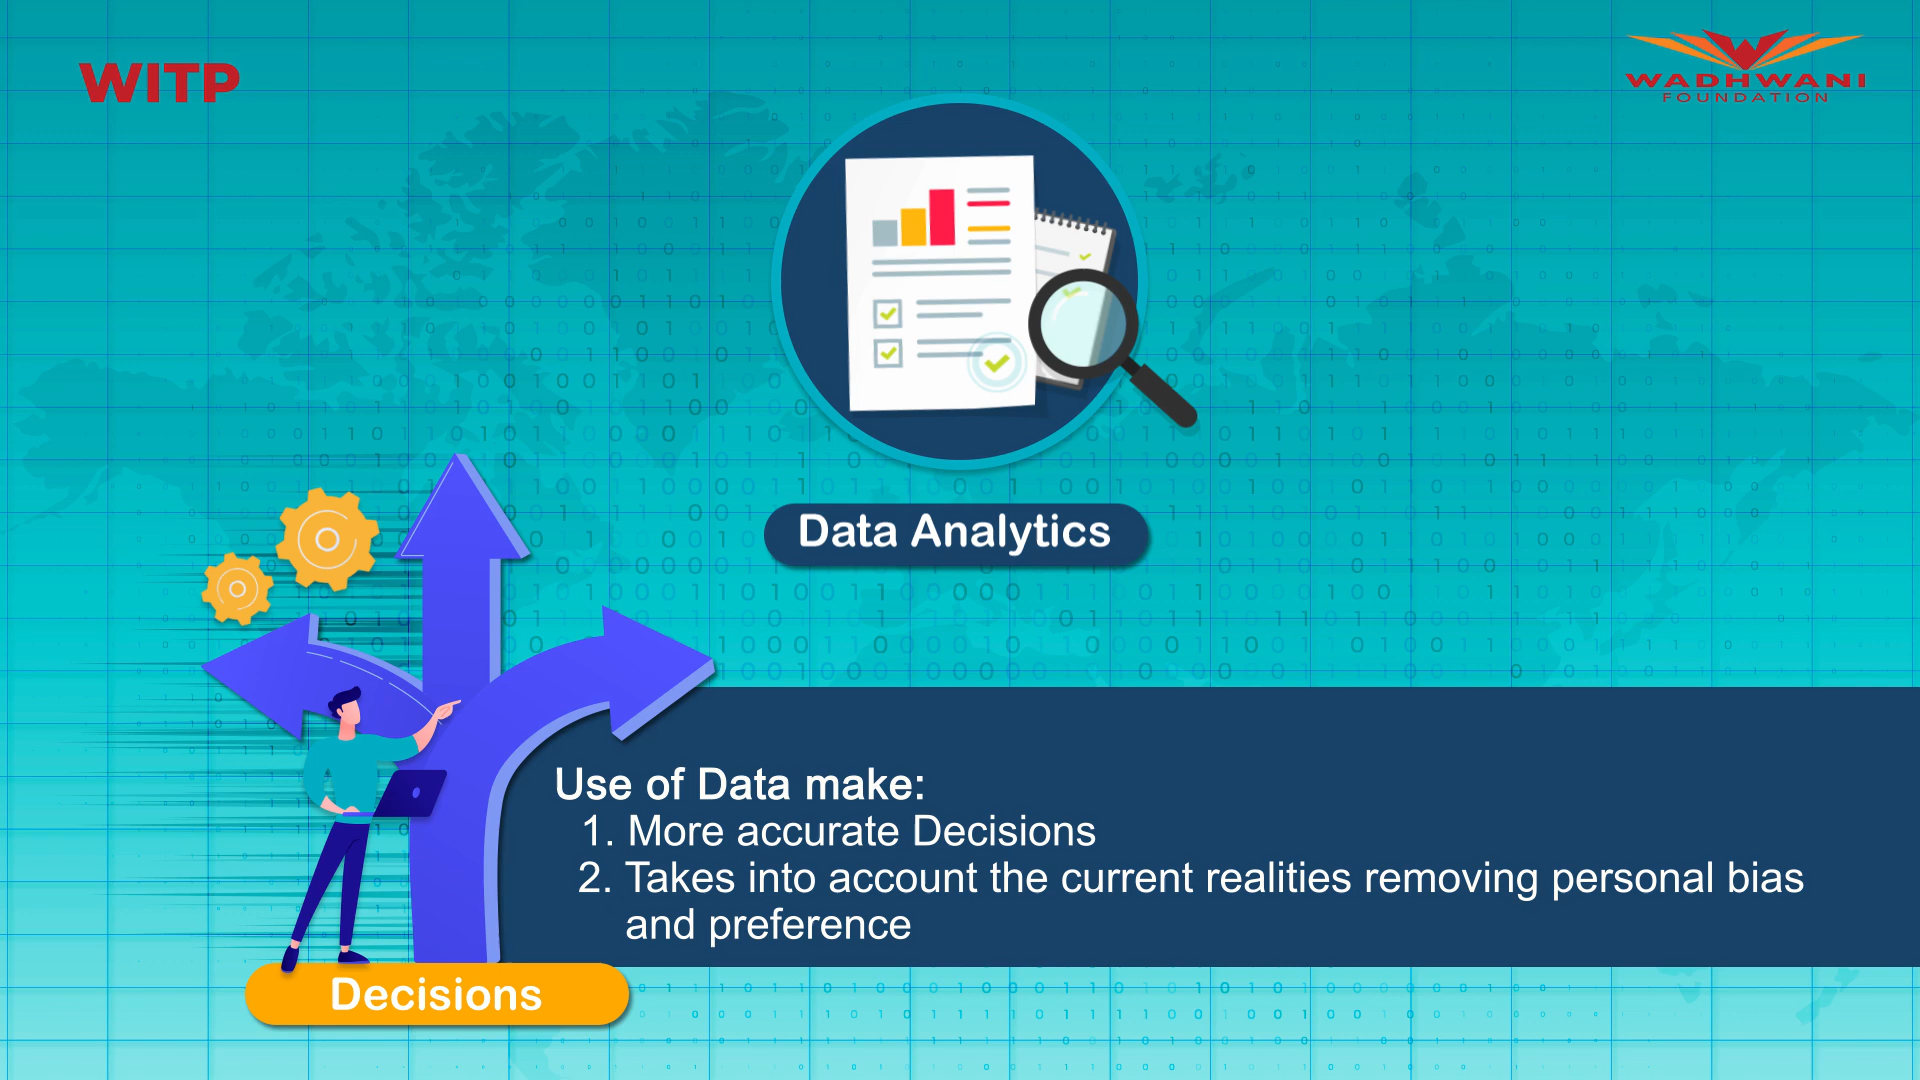 WITP
WADHWANI
FOUNDATION
Data Analytics
Use of Data make:
1. More accurate Decisions
2. Takes into account the current realities removing personal bias
and preference
Decisions